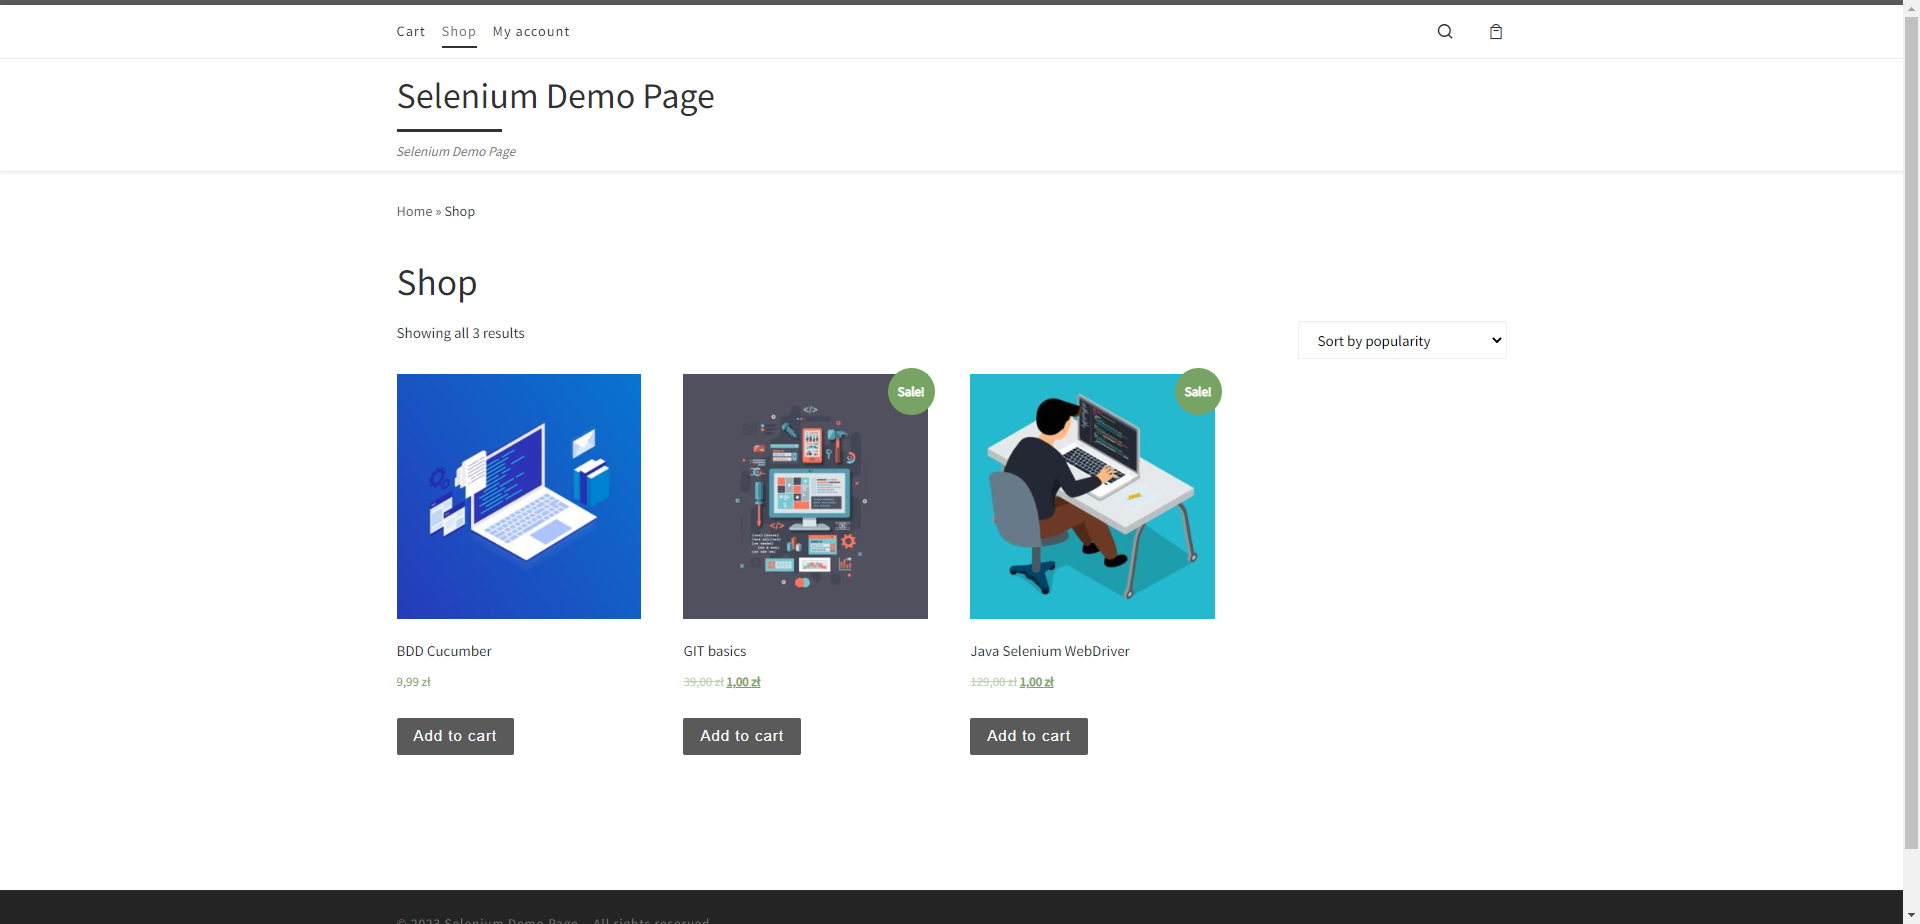 Cart Shop My account
Selenium Demo Page
Selenium Demo Page
Home » Shop
Shop
Showing all 3 results
Sort by popularity
Sale!
Sale!
BDD Cucumber
GIT basics
Java Selenium WebDriver
9,99 zł
39,00 zł 1,00 zł
129,00 zł 1,00 zł
Add to cart
Add to cart
Add to cart
© 2023 Selenium Demo Page – All rights reserved